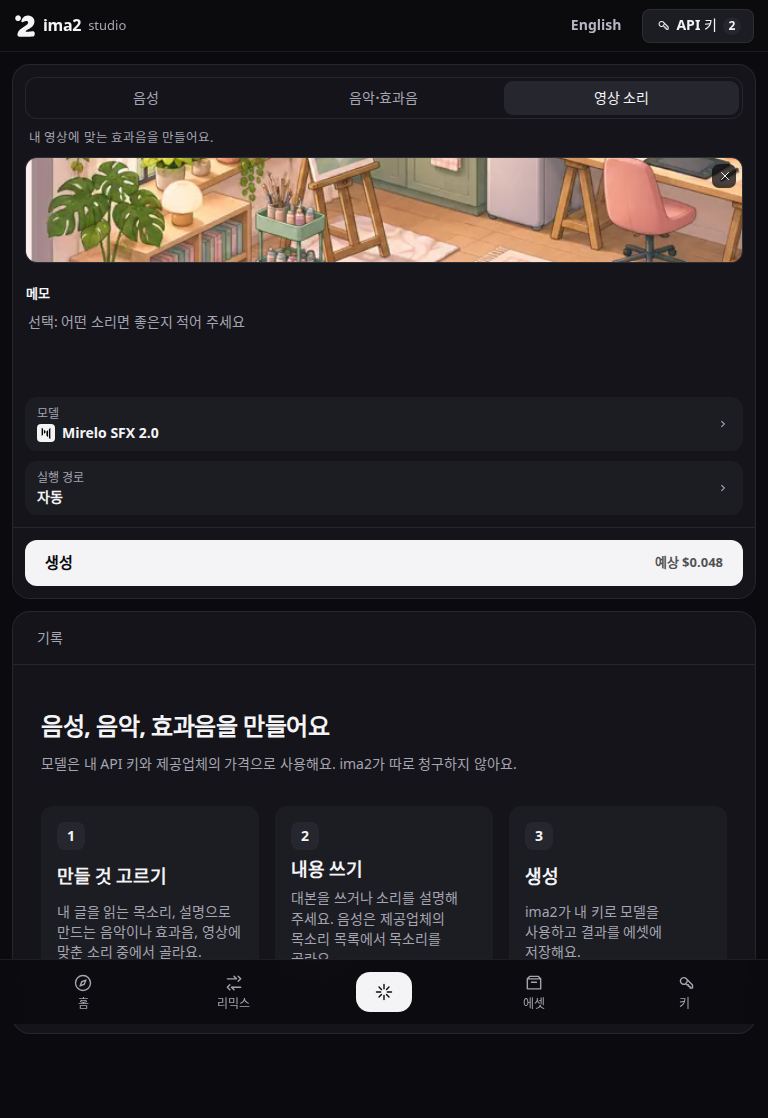 ima2 studio
English
API 키 2
음성
음악·효과음
영상 소리
내 영상에 맞는 효과음을 만들어요.
메모
선택: 어떤 소리면 좋은지 적어 주세요
모델
Mirelo SFX 2.0
실행 경로
자동
생성
예상 $0.048
기록
음성, 음악, 효과음을 만들어요
모델은 내 API 키와 제공업체의 가격으로 사용해요. ima2가 따로 청구하지 않아요.
1
만들 것 고르기
내 글을 읽는 목소리, 설명으로
만드는 음악이나 효과음, 영상에
맞춘 소리 중에서 골라요.
2
내용 쓰기
대본을 쓰거나 소리를 설명해
주세요. 음성은 제공업체의
목소리 목록에서 목소리를
골라요.
3
생성
ima2가 내 키로 모델을
사용하고 결과를 에셋에
저장해요.
홈
리믹스
에셋
키